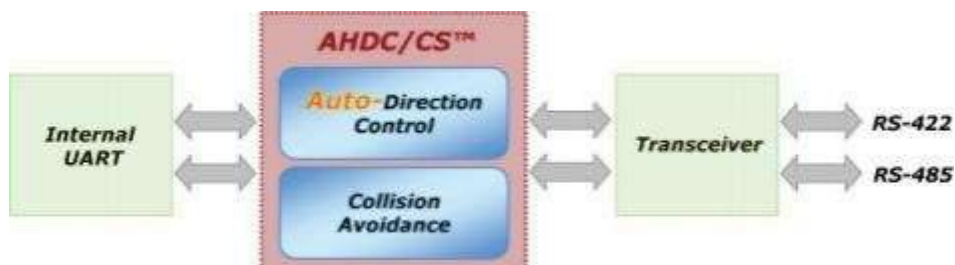 AHDC/CS™
Internal
UART
Auto-Direction
Control
Collision
Avoidance
Transceiver
RS-422
RS-485